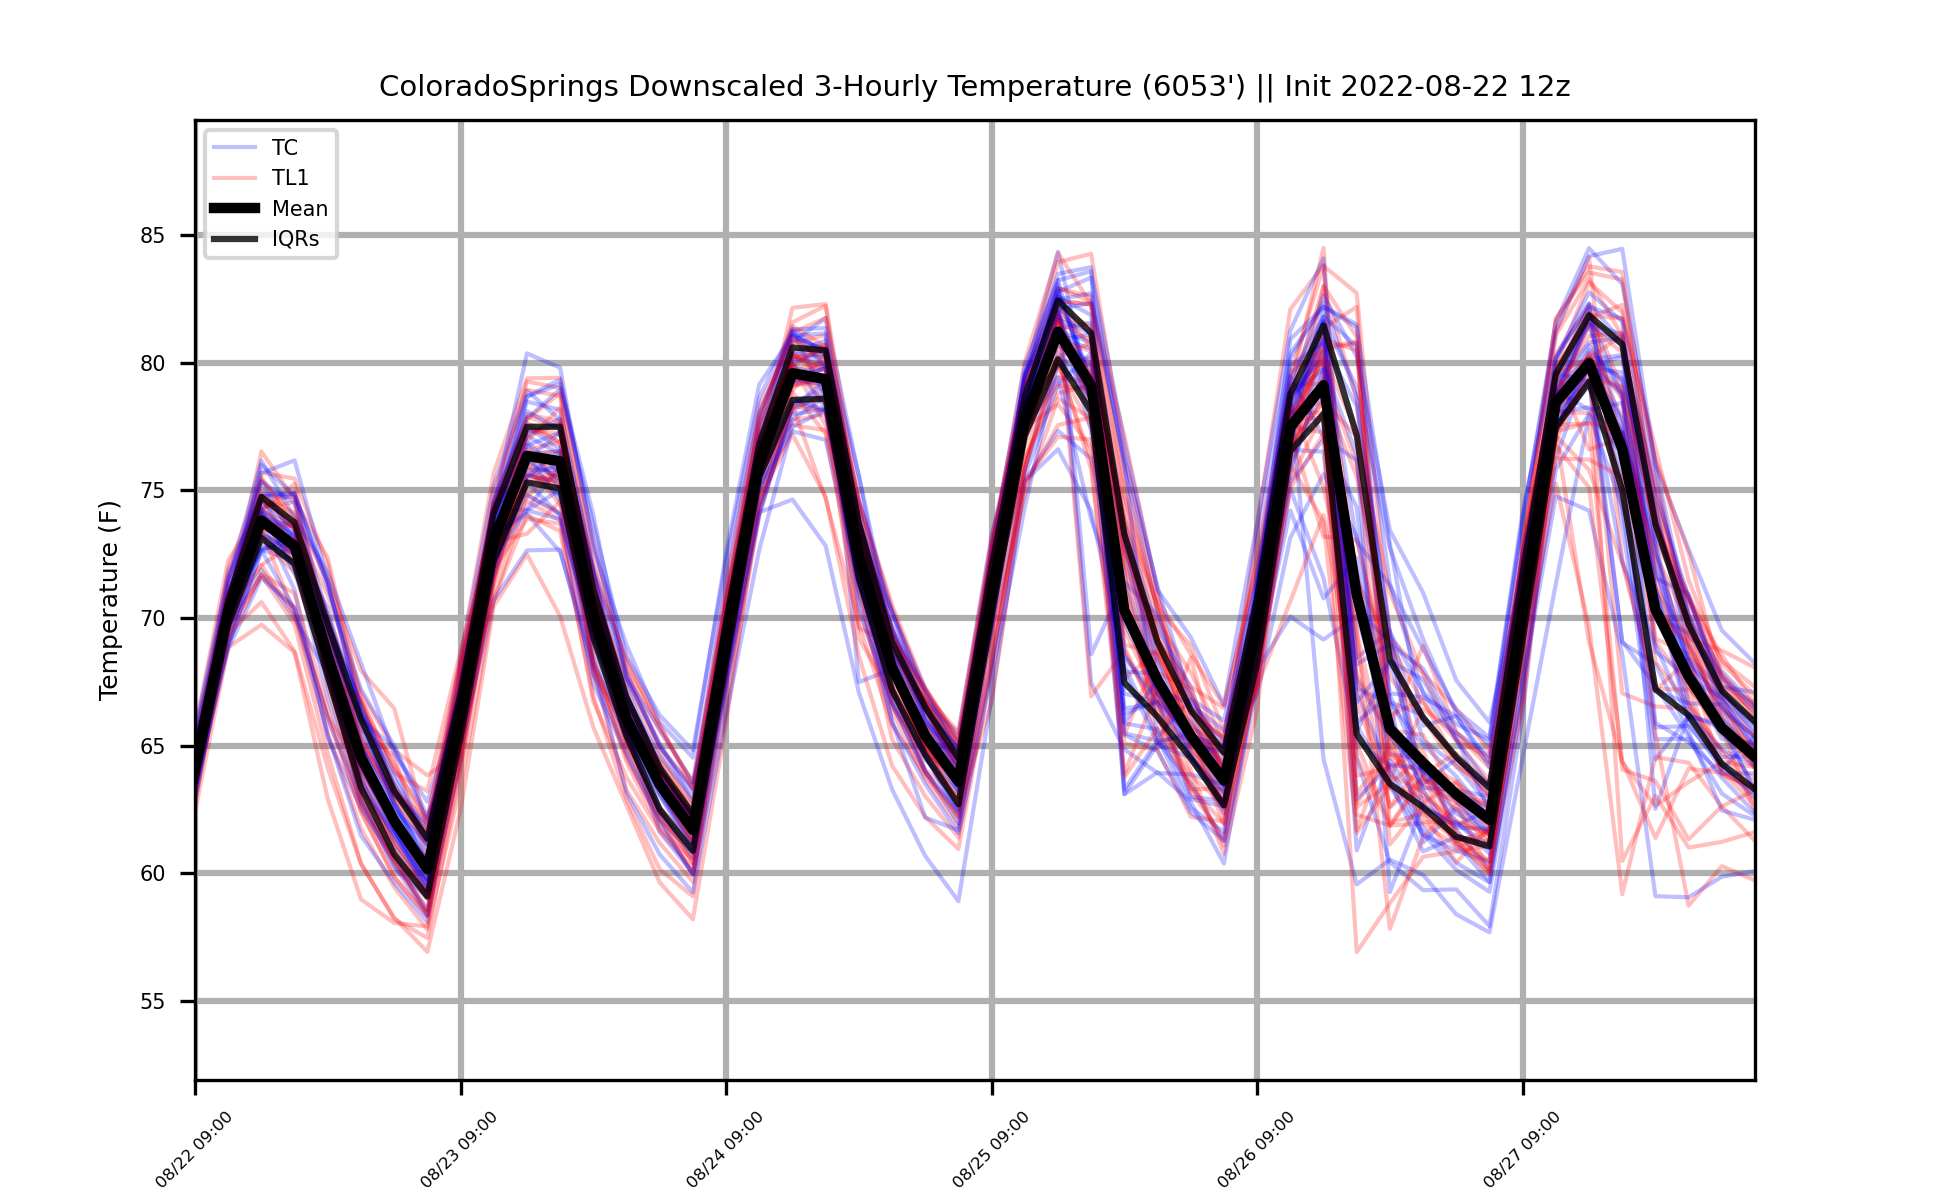 ColoradoSprings Downscaled 3-Hourly Temperature (6053') || Init 2022-08-22 12z
TC
TL1
Mean
IQRs
Temperature (F)
85
80
75
70
65
60
55
08/22 09:00
08/23 09:00
08/24 09:00
08/25 09:00
08/26 09:00
08/27 09:00